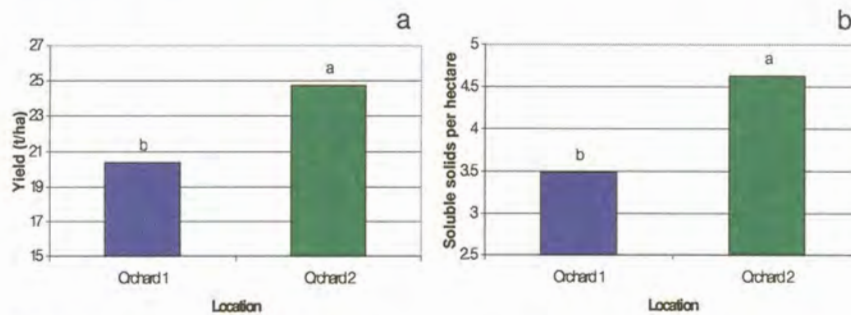 a
Yield (t/ha)
27
25
23
21
19
17
15
b
a
Orchard 1
Orchard 2
Location
b
Soluble solids per hectare
5
4.5
4
3.5
3
2.5
b
a
Orchard 1
Orchard 2
Location